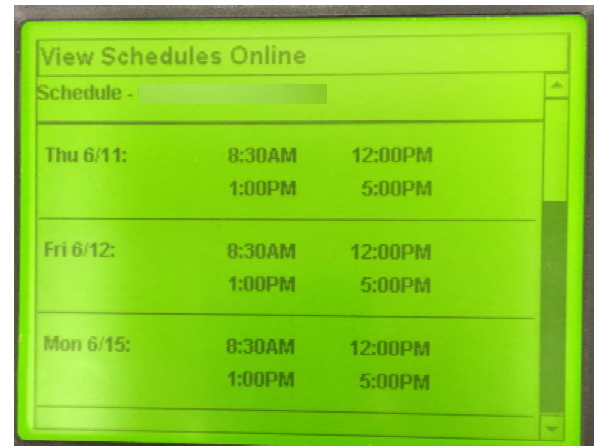 View Schedules Online
Schedule -
Thu 6/11: 8:30AM 12:00PM
1:00PM 5:00PM
Fri 6/12: 8:30AM 12:00PM
1:00PM 5:00PM
Mon 6/15: 8:30AM 12:00PM
1:00PM 5:00PM